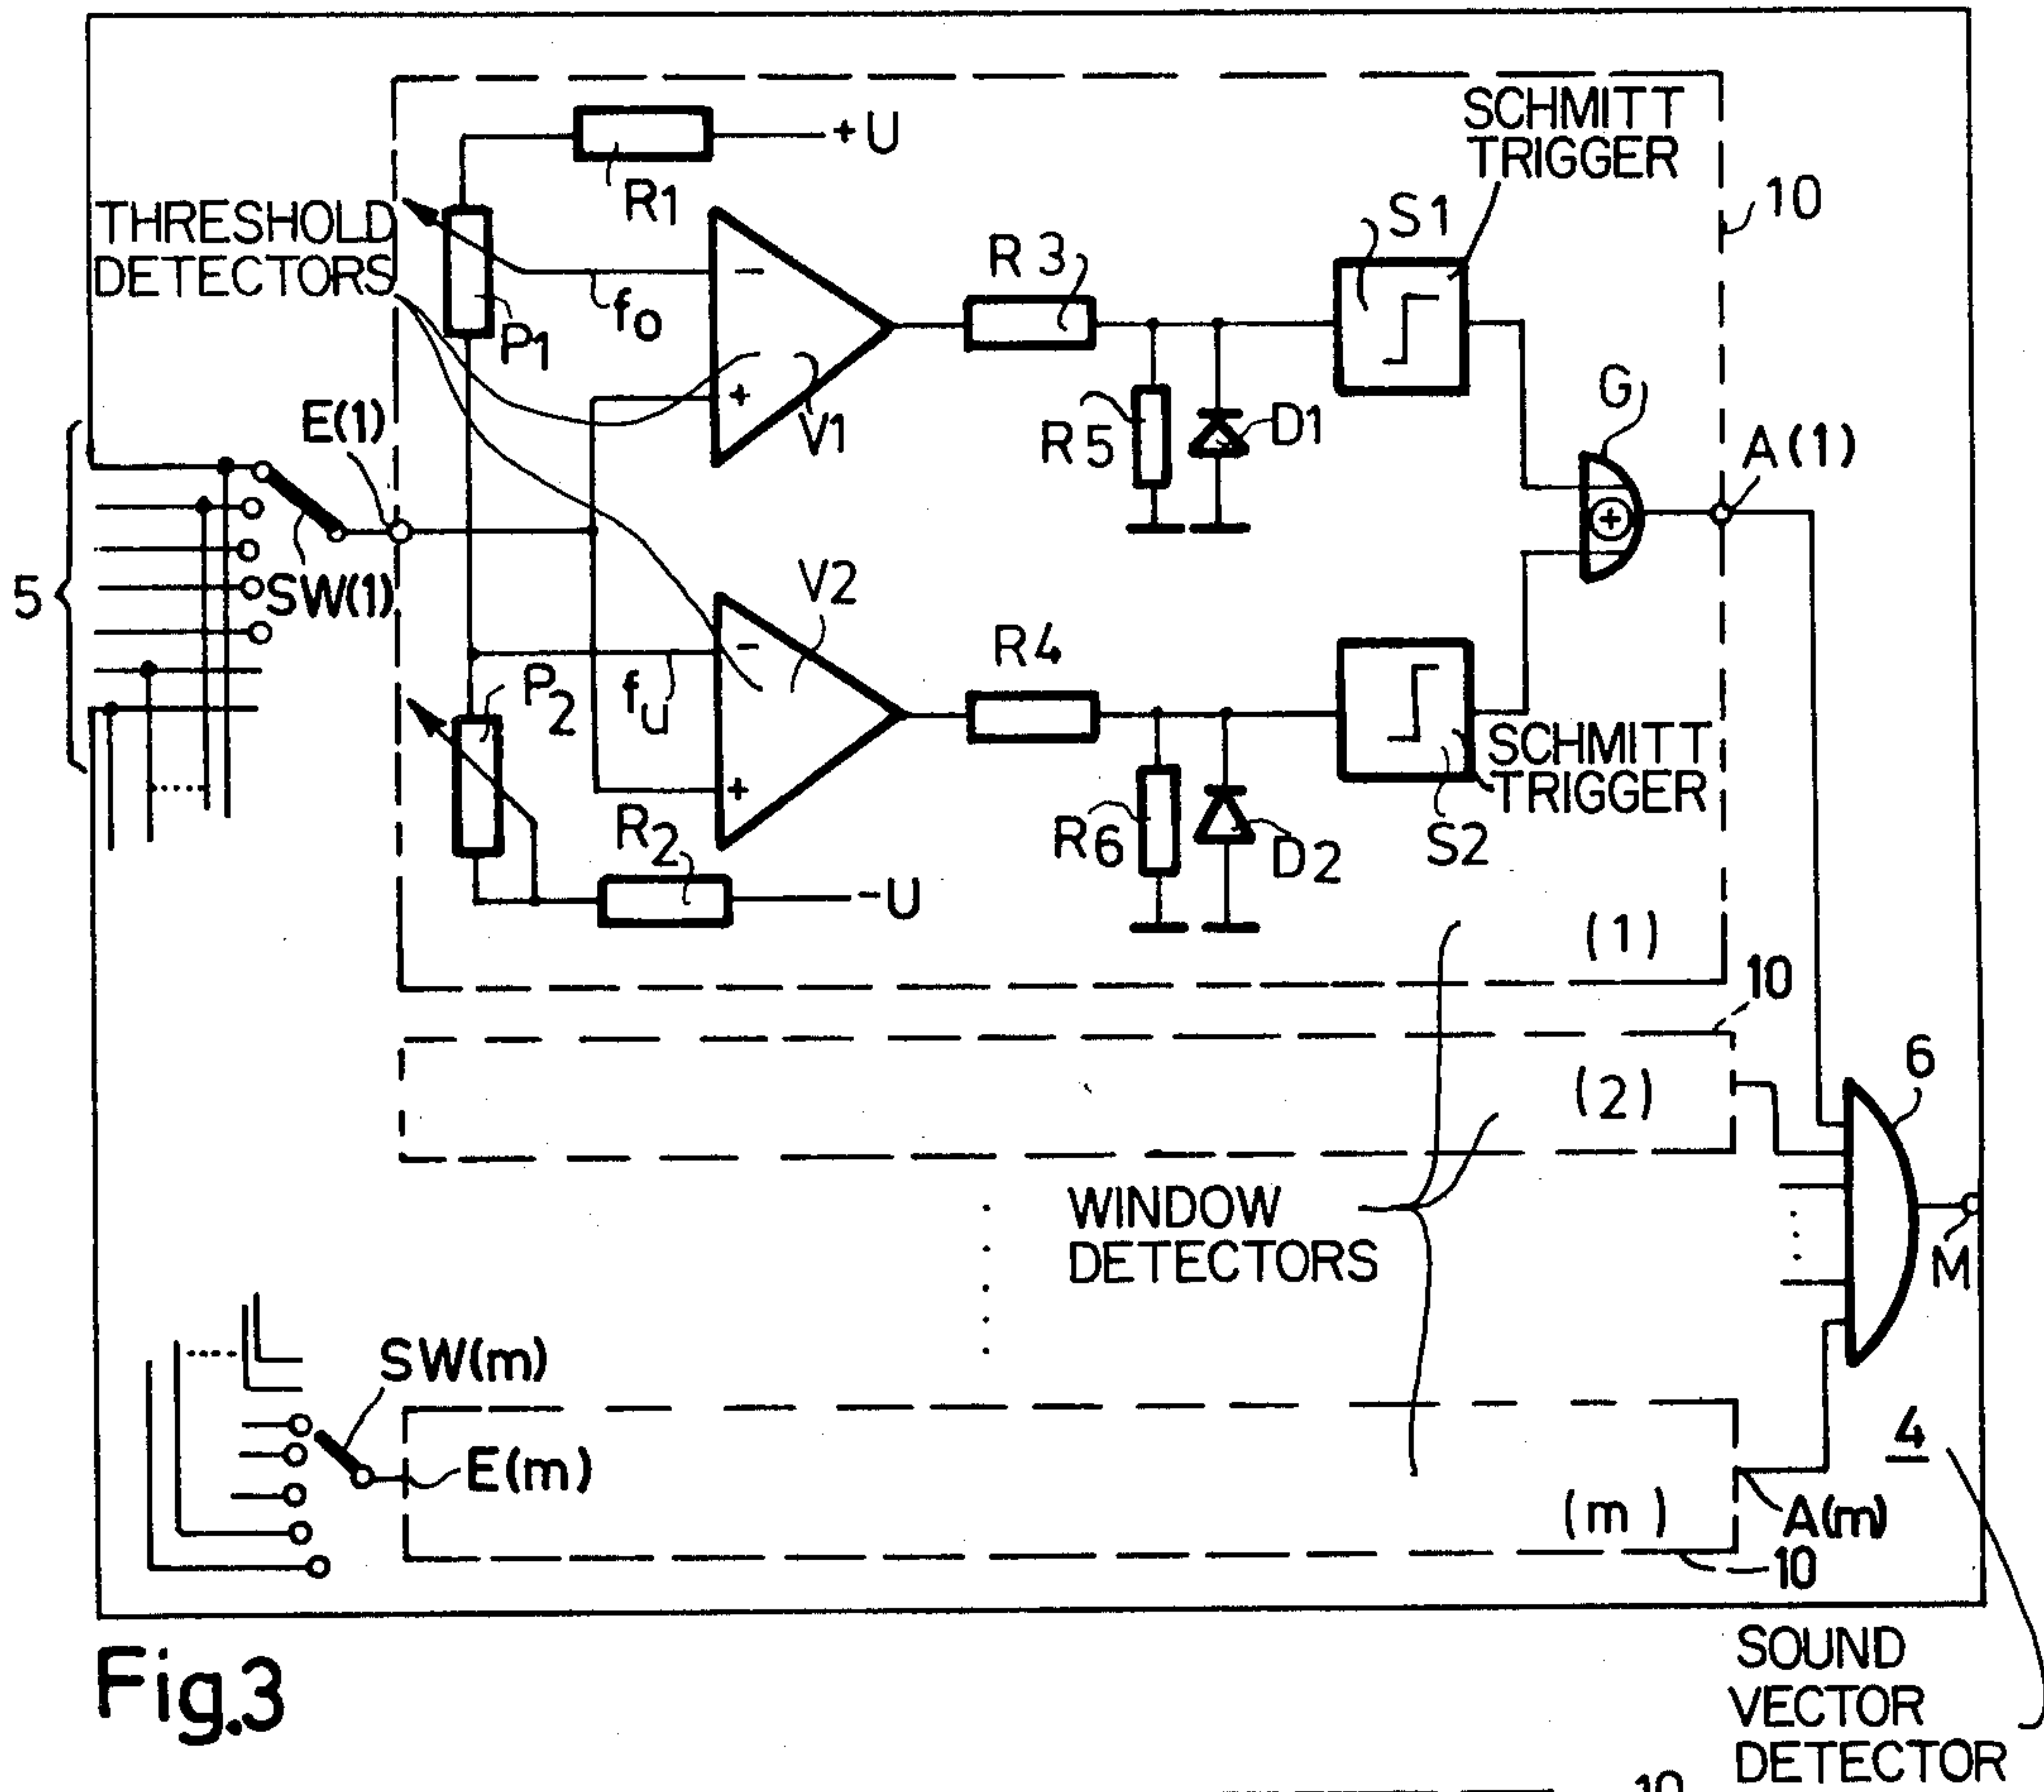 SCHMITT
TRIGGER
+U
R1
THRESHOLD
DETECTORS
10
S1
R3
fo
P1
+
-
V1
R5
D1
G
A(1)
E(1)
5
SW(1)
+
V2
-
fu
P2
R4
SCHMITT
TRIGGER
+
R2
-U
R6
D2
S2
(1)
10
(2)
6
WINDOW
DETECTORS
M
SW(m)
E(m)
4
(m)
A(m)
10
Fig.3
SOUND
VECTOR
DETECTOR